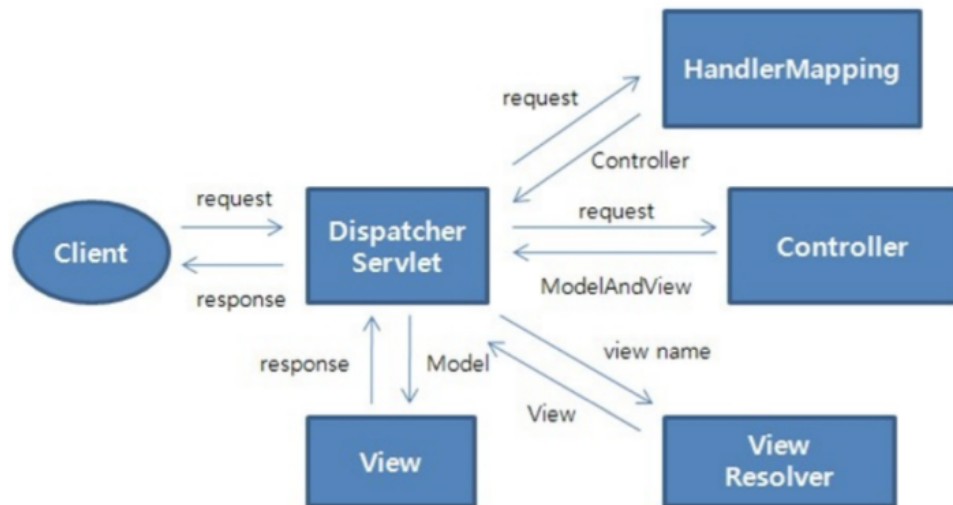 HandlerMapping
request
Controller
request
Client
response
Dispatcher
Servlet
request
Controller
ModelAndView
response
Model
view name
View
View
View
Resolver